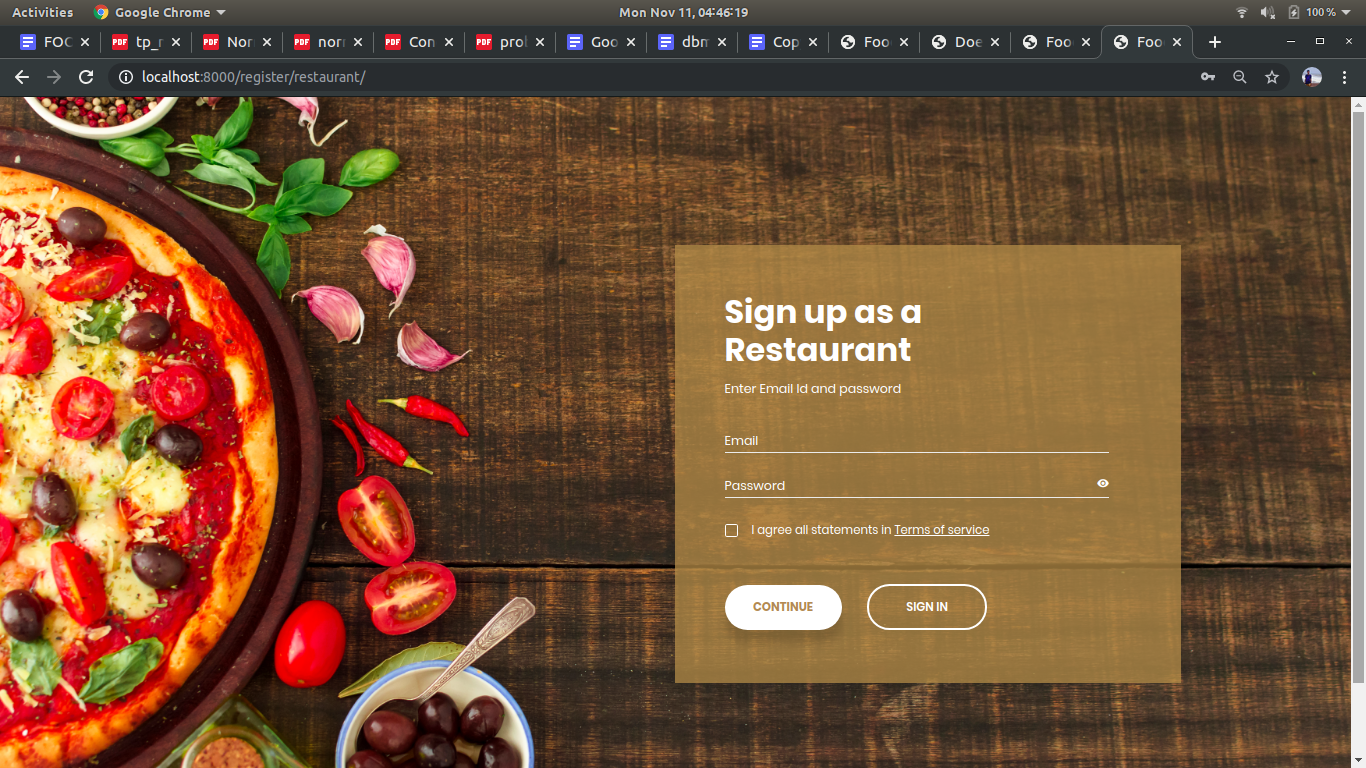 Activities Google Chrome Mon Nov 11, 04:46:19 100%
FOC tp_r Nor norr Con prol Goo dbm Cop Foo Doe Foo Foo
localhost:8000/register/restaurant/
Sign up as a
Restaurant
Enter Email Id and password
Email
Password
I agree all statements in Terms of service
CONTINUE SIGN IN